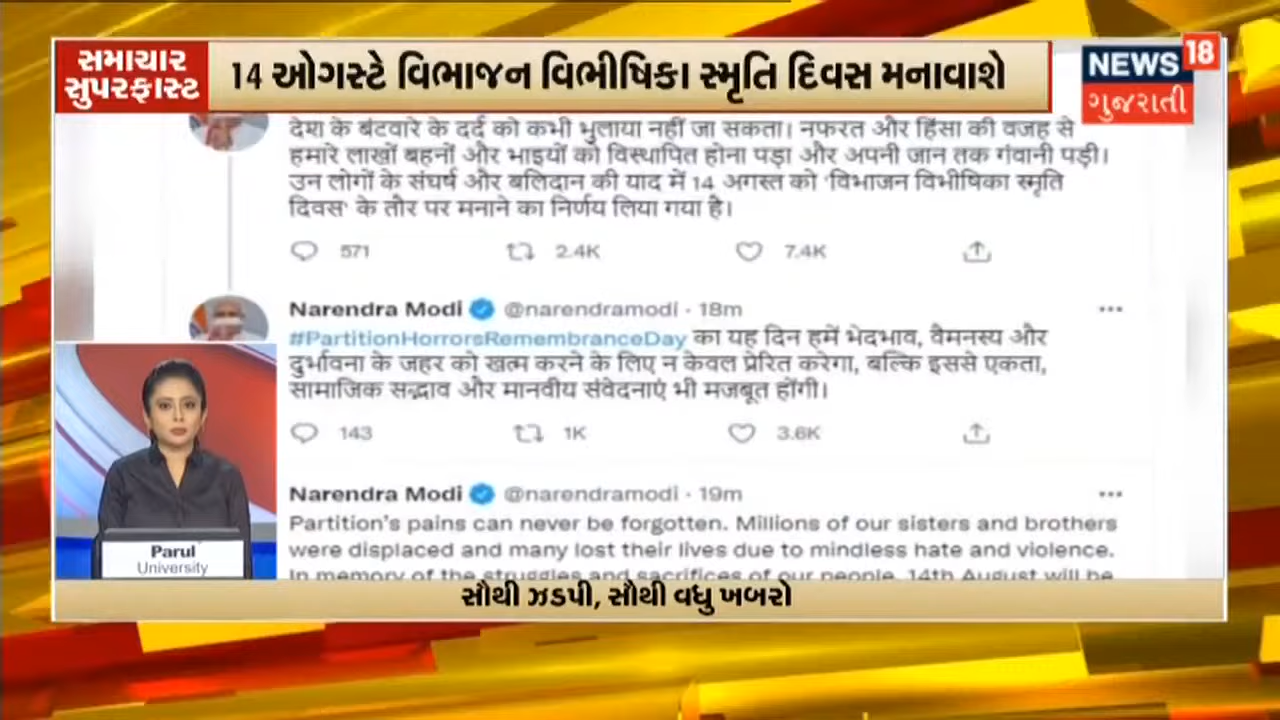 સમાચાર
સુપરફાસ્ટ
14 ઓગસ્ટે વિભાજન વિભીષિકા સ્મૃતિ દિવસ મનાવાશે
NEWS 18
ગુજરાતી
देश के बंटवारे के दर्द को कभी भुलाया नहीं जा सकता। नफरत और हिंसा की वजह से
हमारे लाखों बहनों और भाइयों को विस्थापित होना पड़ा और अपनी जान तक गंवानी पड़ी।
उन लोगों के संघर्ष और बलिदान की याद में 14 अगस्त को 'विभाजन विभीषिका स्मृति
दिवस' के तौर पर मनाने का निर्णय लिया गया है।
571 2.4K 7.4K
Narendra Modi @narendramodi · 18m
#PartitionHorrorsRemembranceDay का यह दिन हमें भेदभाव, वैमनस्य और
दुर्भावना के जहर को खत्म करने के लिए न केवल प्रेरित करेगा, बल्कि इससे एकता,
सामाजिक सद्भाव और मानवीय संवेदनाएं भी मजबूत होंगी।
143 1K 3.6K
Narendra Modi @narendramodi · 19m
Partition's pains can never be forgotten. Millions of our sisters and brothers
were displaced and many lost their lives due to mindless hate and violence.
In memory of the struggles and sacrifices of our people, 14th August will be
Parul
University
સૌથી ઝડપી, સૌથી વધુ ખબરો